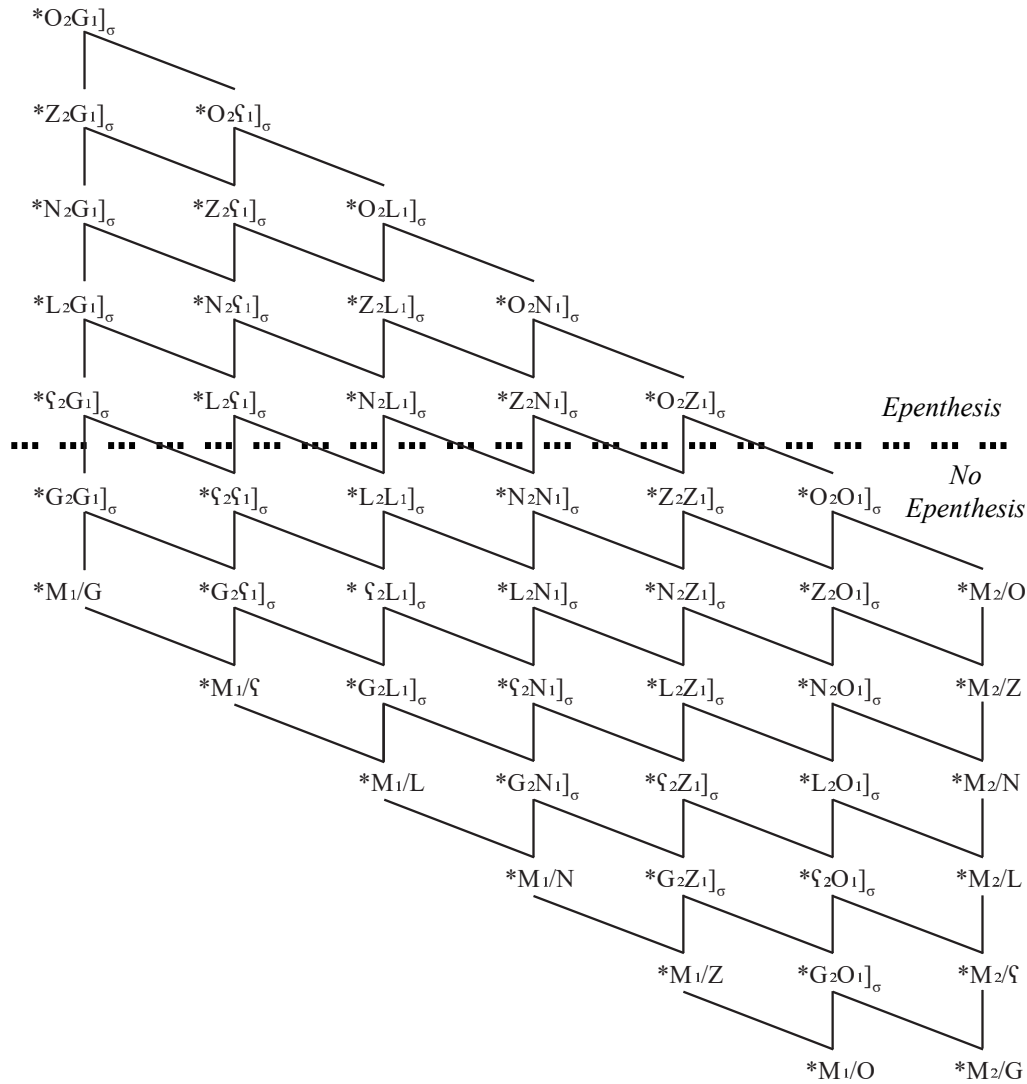 *O₂G₁]σ
*Z₂G₁]σ *O₂ʕ₁]σ
*N₂G₁]σ *Z₂ʕ₁]σ *O₂L₁]σ
*L₂G₁]σ *N₂ʕ₁]σ *Z₂L₁]σ *O₂N₁]σ
*ʕ₂G₁]σ *L₂ʕ₁]σ *N₂L₁]σ *Z₂N₁]σ *O₂Z₁]σ Epenthesis
No
Epenthesis
*G₂G₁]σ *ʕ₂ʕ₁]σ *L₂L₁]σ *N₂N₁]σ *Z₂Z₁]σ *O₂O₁]σ
*M₁/G *G₂ʕ₁]σ * ʕ₂L₁]σ *L₂N₁]σ *N₂Z₁]σ *Z₂O₁]σ *M₂/O
*M₁/ʕ *G₂L₁]σ *ʕ₂N₁]σ *L₂Z₁]σ *N₂O₁]σ *M₂/Z
*M₁/L *G₂N₁]σ *ʕ₂Z₁]σ *L₂O₁]σ *M₂/N
*M₁/N *G₂Z₁]σ *ʕ₂O₁]σ *M₂/L
*M₁/Z *G₂O₁]σ *M₂/ʕ
*M₁/O *M₂/G